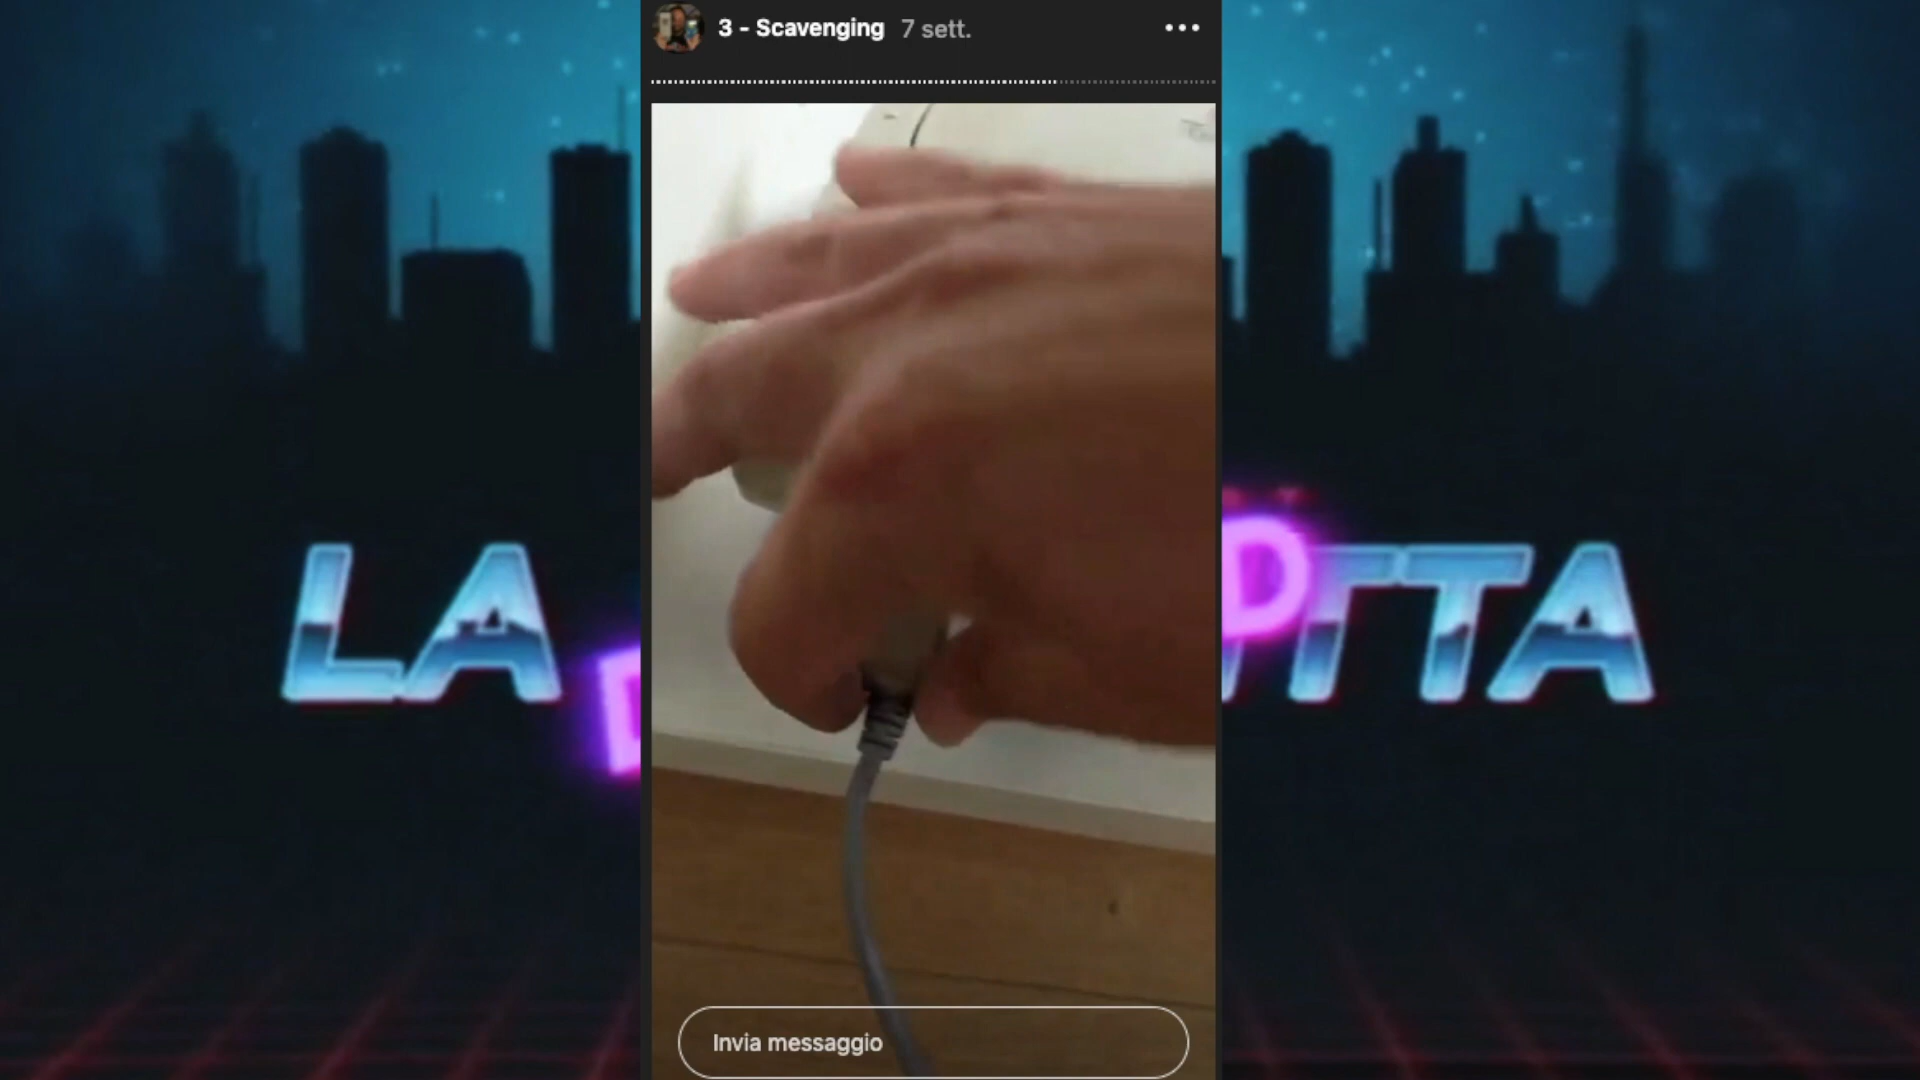 3 - Scavenging 7 sett.
LA
TTA
Invia messaggio